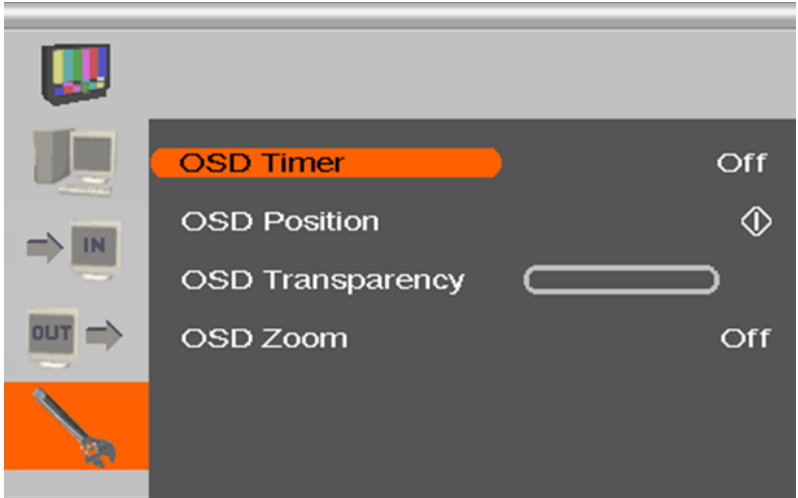 OSD Timer Off
OSD Position
IN
OSD Transparency
OUT
OSD Zoom Off